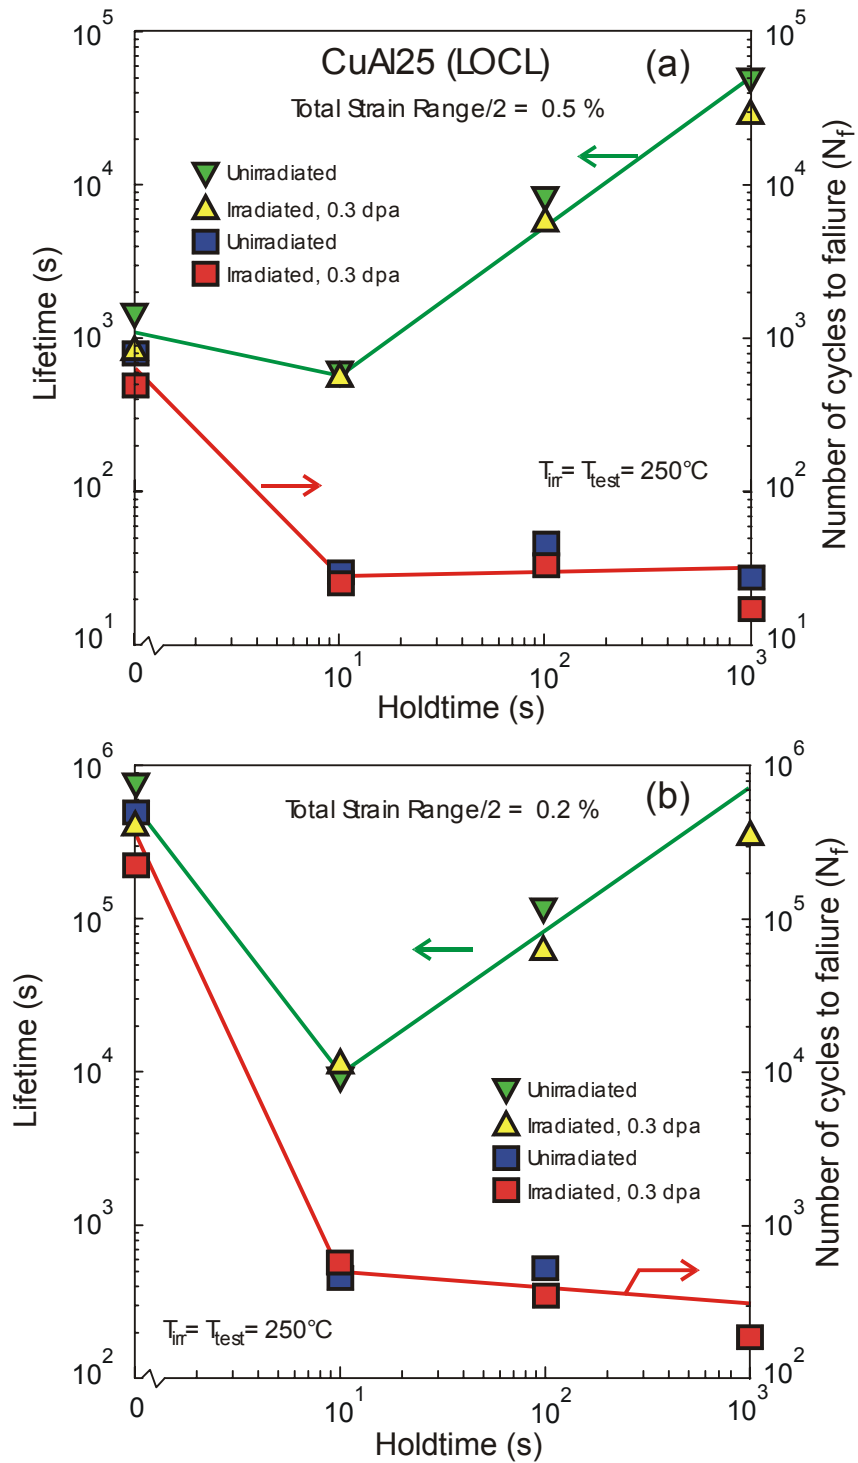 CuAl25 (LOCL)
(a)
Total Strain Range/2 = 0.5 %
Unirradiated
Irradiated, 0.3 dpa
Unirradiated
Irradiated, 0.3 dpa
T_irr = T_test = 250°C
Lifetime (s)
10^5
10^4
10^3
10^2
10^1
Number of cycles to faliure (N_f)
10^5
10^4
10^3
10^2
10^1
0
10^1
10^2
10^3
Holdtime (s)
(b)
Total Strain Range/2 = 0.2 %
Unirradiated
Irradiated, 0.3 dpa
Unirradiated
Irradiated, 0.3 dpa
T_irr = T_test = 250°C
Lifetime (s)
10^6
10^5
10^4
10^3
10^2
Number of cycles to faliure (N_f)
10^6
10^5
10^4
10^3
10^2
0
10^1
10^2
10^3
Holdtime (s)